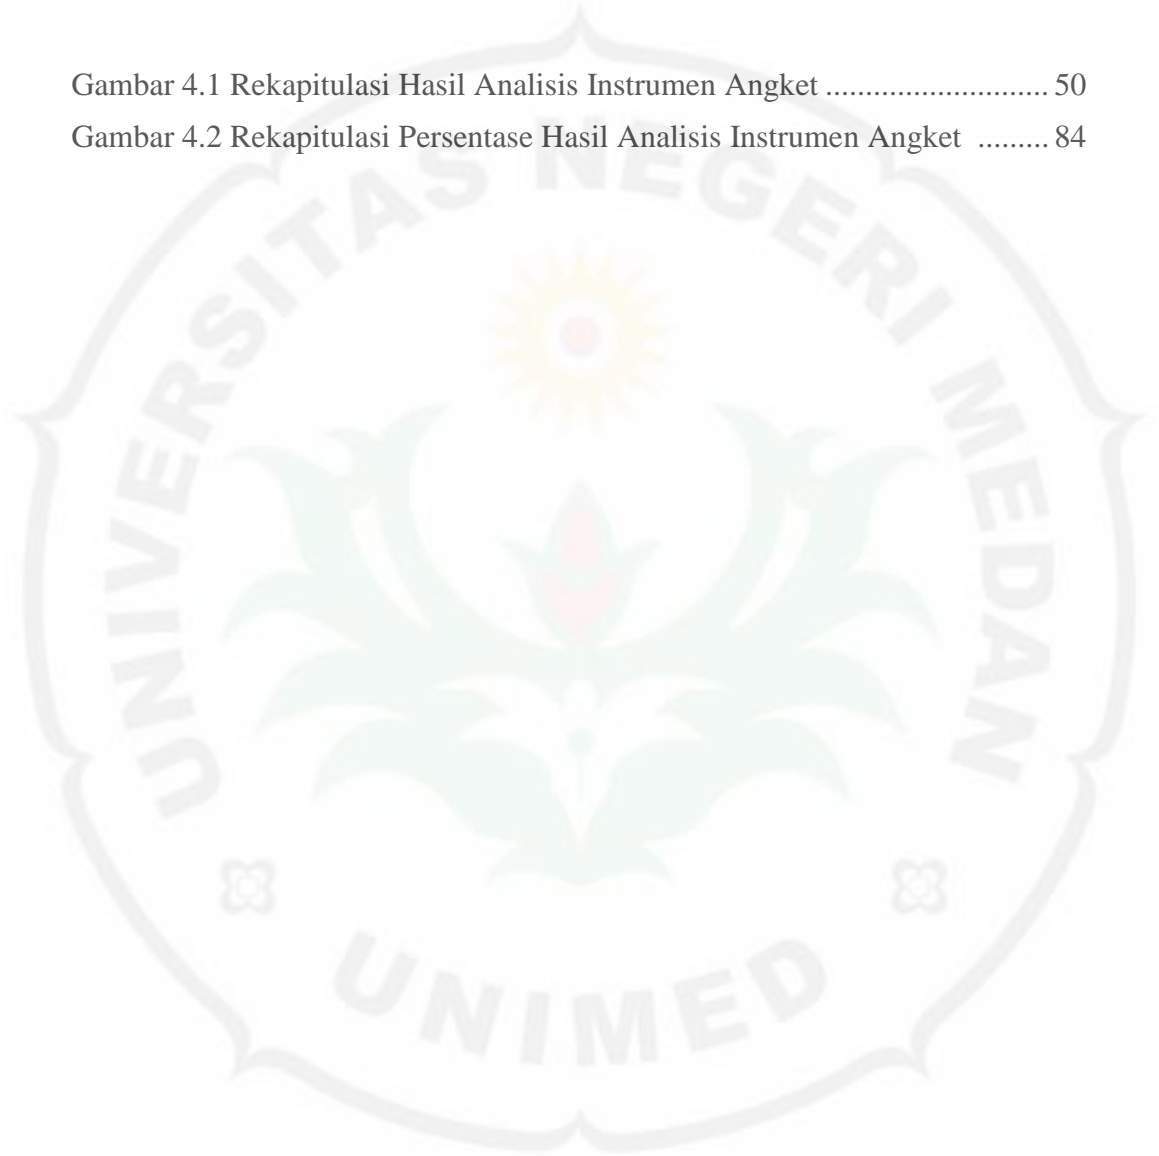 Gambar 4.1 Rekapitulasi Hasil Analisis Instrumen Angket ............................ 50
Gambar 4.2 Rekapitulasi Persentase Hasil Analisis Instrumen Angket ......... 84
UNIVERSITAS NEGERI MEDAN
UNIMED